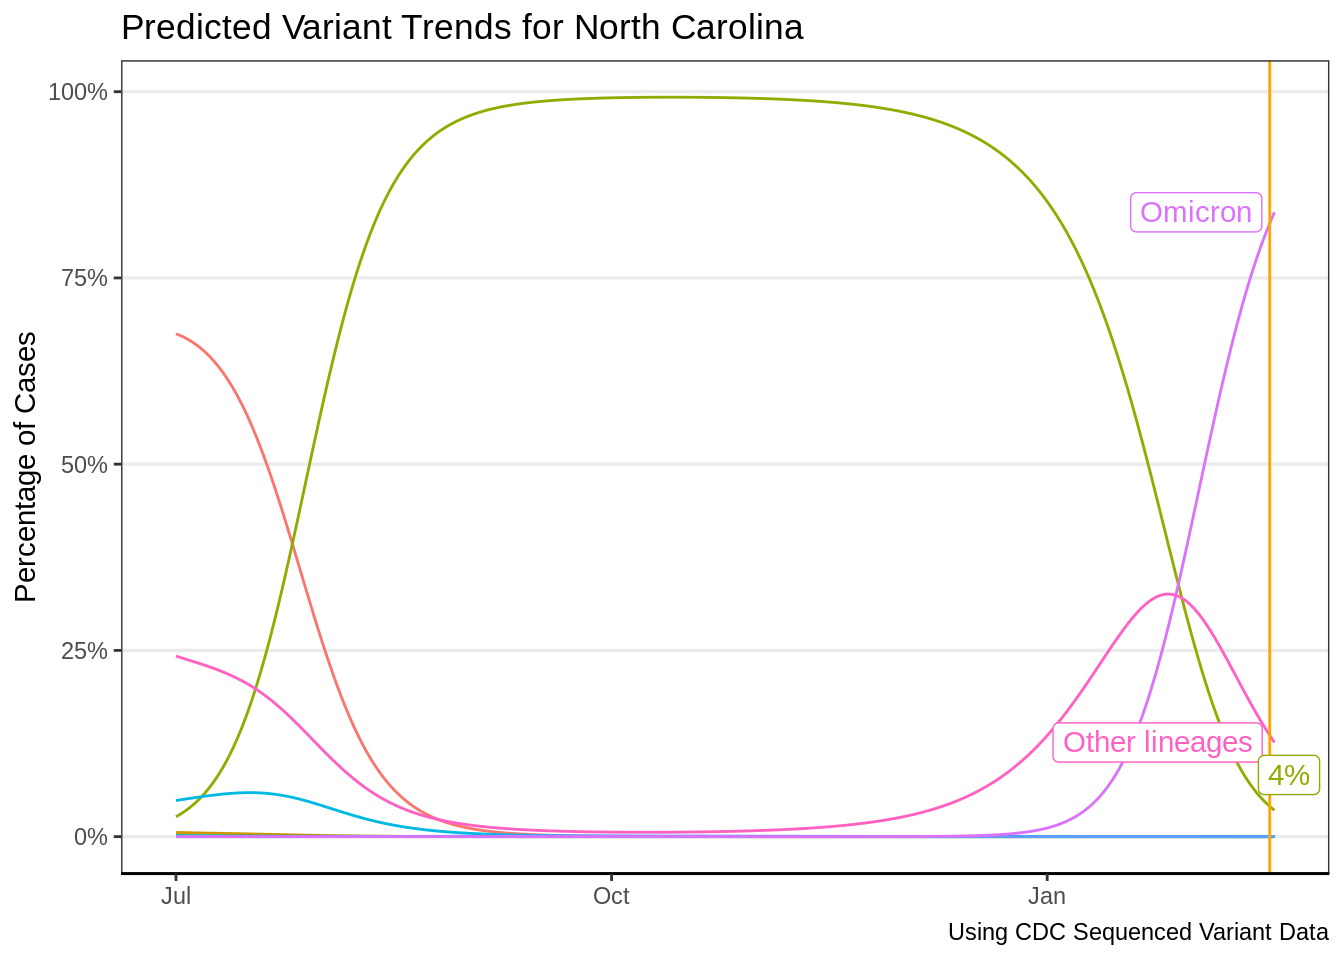 Predicted Variant Trends for North Carolina
Percentage of Cases
100%
75%
50%
25%
0%
Omicron
Other lineages
4%
Jul
Oct
Jan
Using CDC Sequenced Variant Data